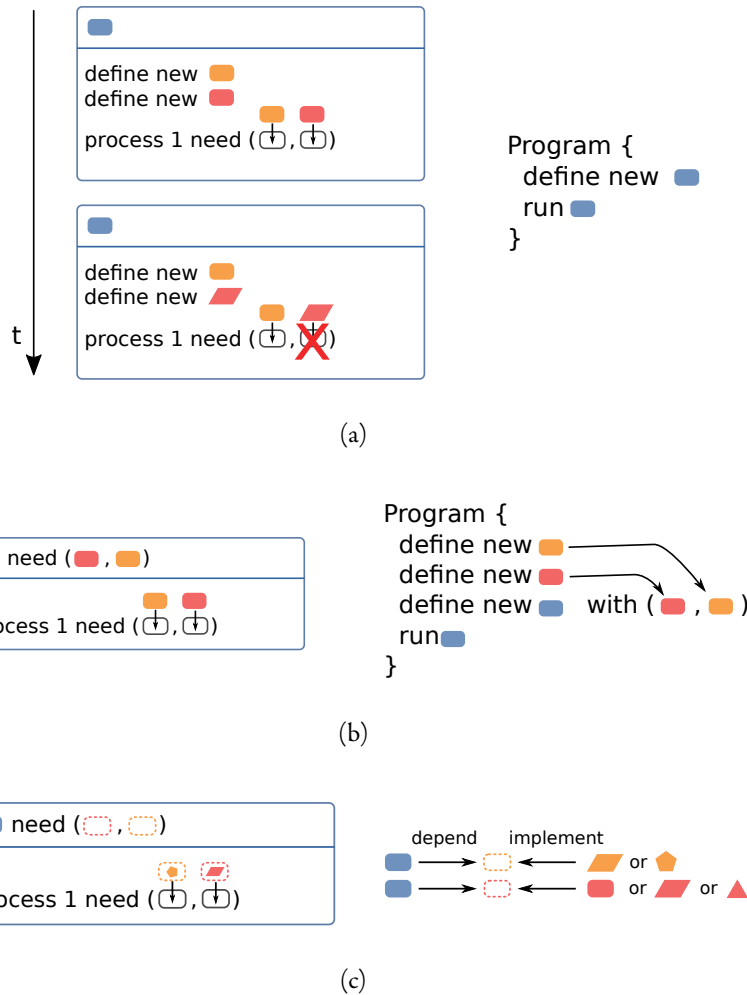 define new
define new
process 1 need ( , )
t
define new
define new
process 1 need ( , )
X
Program {
define new
run
}
(a)
need ( , )
ocess 1 need ( , )
Program {
define new
define new
define new with ( , )
run
}
(b)
need ( , )
ocess 1 need ( , )
depend implement
or
or or
(c)